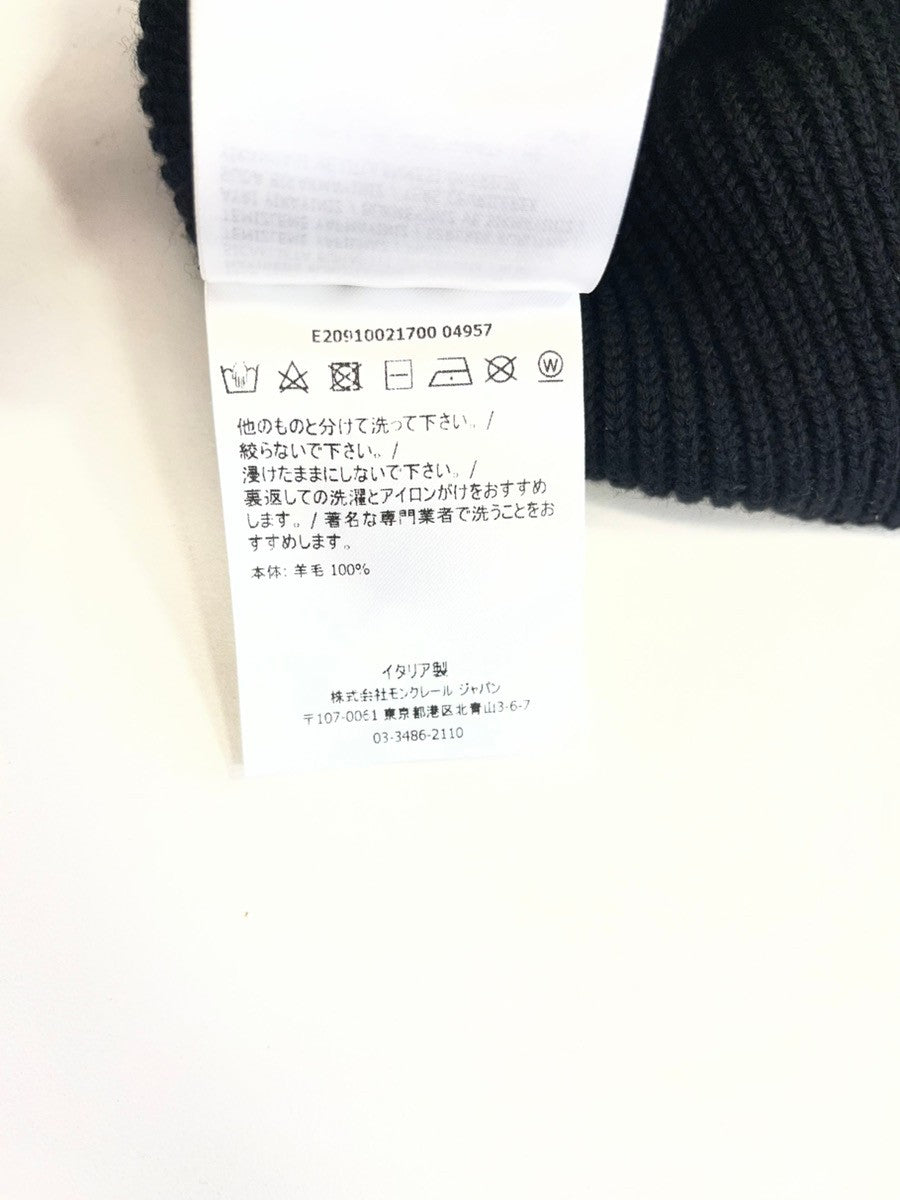 E20910021700 04957
W
他のものと分けて洗って下さい。/
絞らないで下さい。/
浸けたままにしないで下さい。/
裏返しての洗濯とアイロンがけをおすすめ
します。/ 著名な専門業者で洗うことをお
すすめします。
本体: 羊毛 100%
イタリア製
株式会社モンクレール ジャパン
〒107-0061 東京都港区北青山3-6-7
03-3486-2110